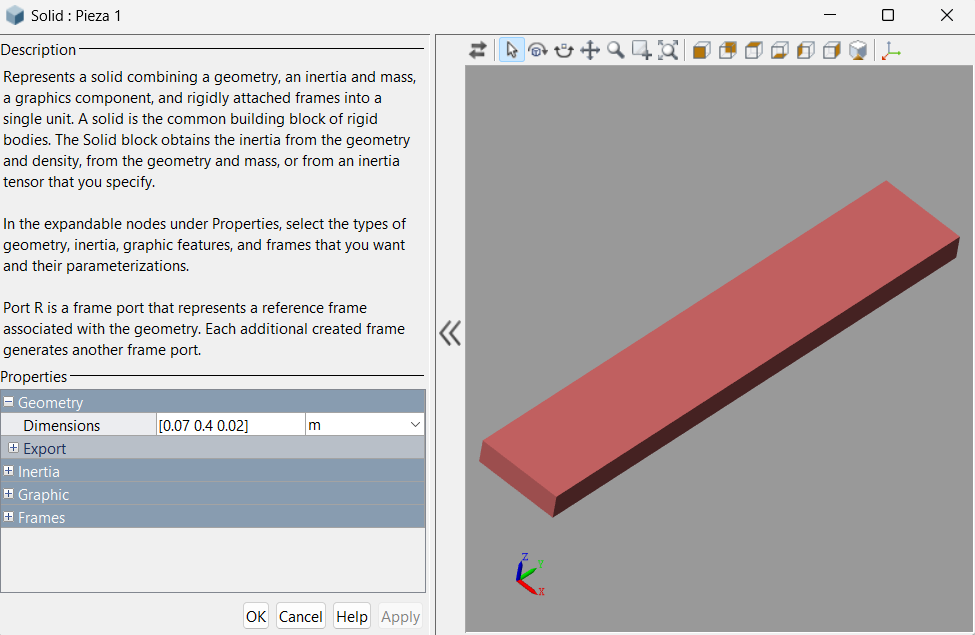 Solid : Pieza 1
Description
Represents a solid combining a geometry, an inertia and mass,
a graphics component, and rigidly attached frames into a
single unit. A solid is the common building block of rigid
bodies. The Solid block obtains the inertia from the geometry
and density, from the geometry and mass, or from an inertia
tensor that you specify.
In the expandable nodes under Properties, select the types of
geometry, inertia, graphic features, and frames that you want
and their parameterizations.
Port R is a frame port that represents a reference frame
associated with the geometry. Each additional created frame
generates another frame port.
Properties
Geometry
Dimensions [0.07 0.4 0.02] m
Export
Inertia
Graphic
Frames
OK Cancel Help Apply
Z
Y
X